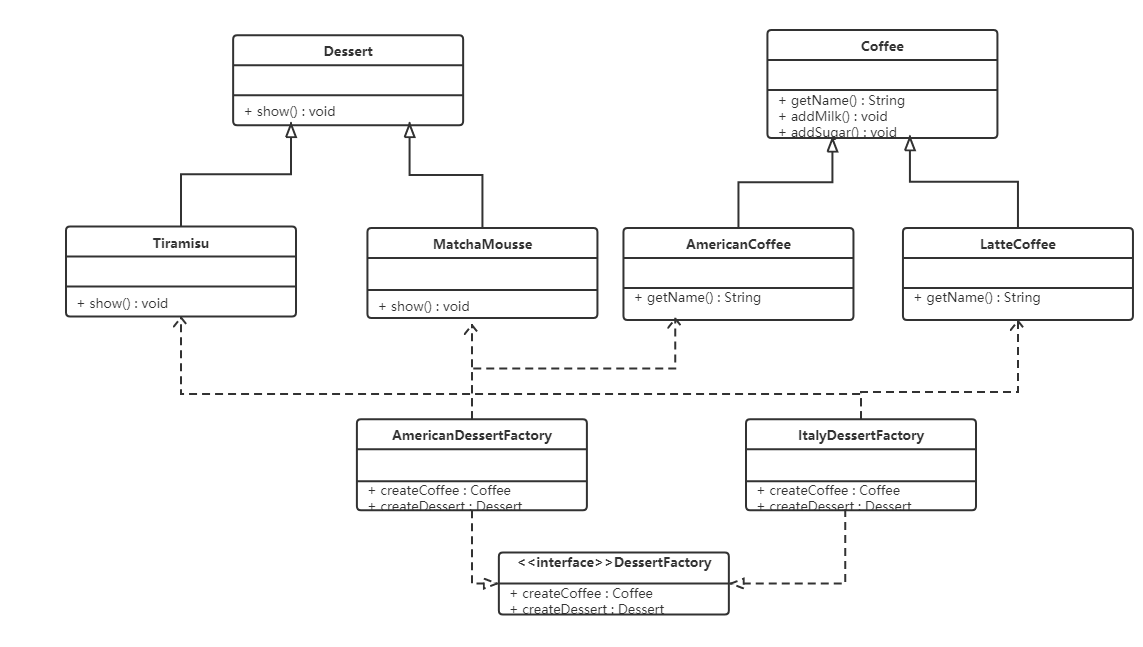 Dessert
+ show() : void
Coffee
+ getName() : String
+ addMilk() : void
+ addSugar() : void
Tiramisu
+ show() : void
MatchaMousse
+ show() : void
AmericanCoffee
+ getName() : String
LatteCoffee
+ getName() : String
AmericanDessertFactory
+ createCoffee : Coffee
+ createDessert : Dessert
ItalyDessertFactory
+ createCoffee : Coffee
+ createDessert : Dessert
<<interface>>DessertFactory
+ createCoffee : Coffee
+ createDessert : Dessert